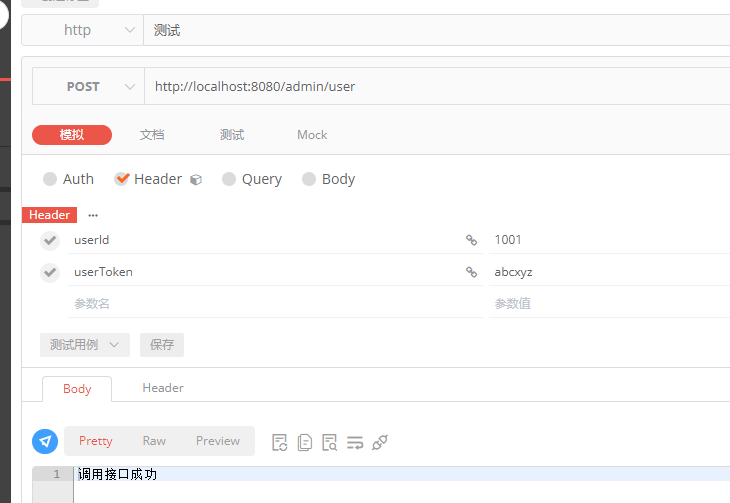 http 测试
POST http://localhost:8080/admin/user
模拟 文档 测试 Mock
Auth Header Query Body
Header ...
userId 1001
userToken abcxyz
参数名 参数值
测试用例 保存
Body Header
Pretty Raw Preview
1 调用接口成功